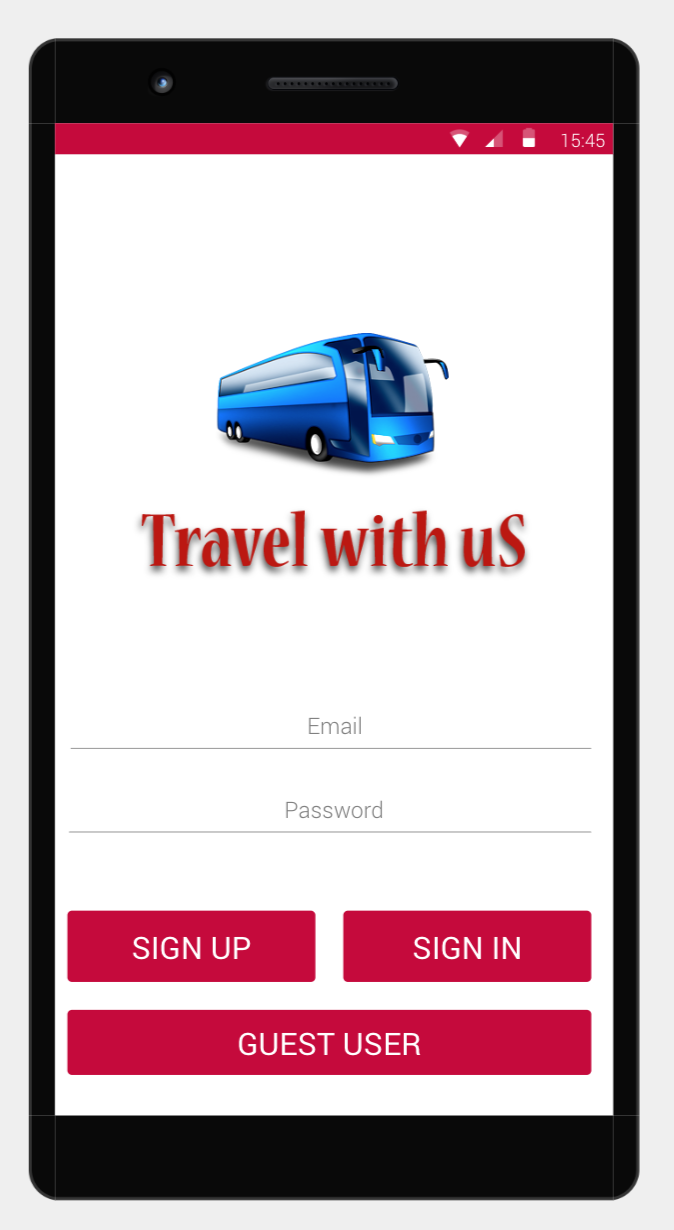 15:45
Travel with uS
Email
Password
SIGN UP
SIGN IN
GUEST USER